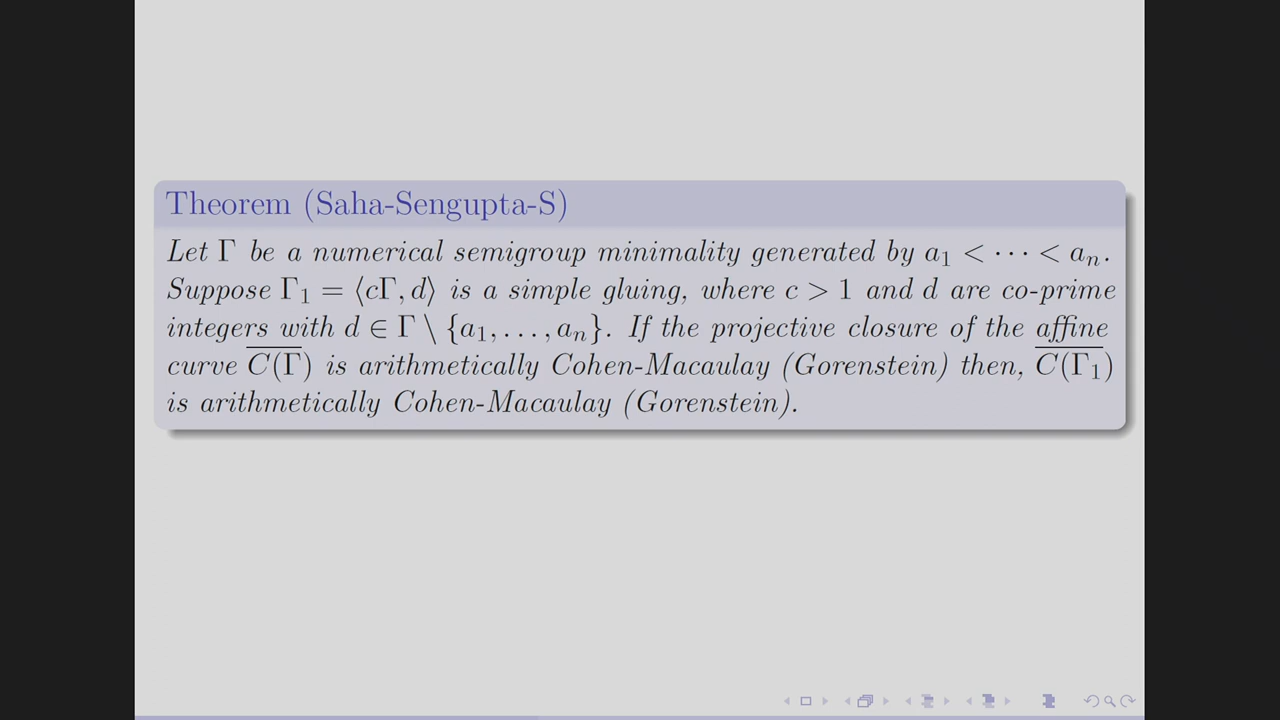 Theorem (Saha-Sengupta-S)
Let Γ be a numerical semigroup minimality generated by a₁ < ⋯ < aₙ.
Suppose Γ₁ = ⟨cΓ, d⟩ is a simple gluing, where c > 1 and d are co-prime
integers with d ∈ Γ \ {a₁, …, aₙ}. If the projective closure of the affine
curve \overline{C(Γ)} is arithmetically Cohen-Macaulay (Gorenstein) then, \overline{C(Γ₁)}
is arithmetically Cohen-Macaulay (Gorenstein).